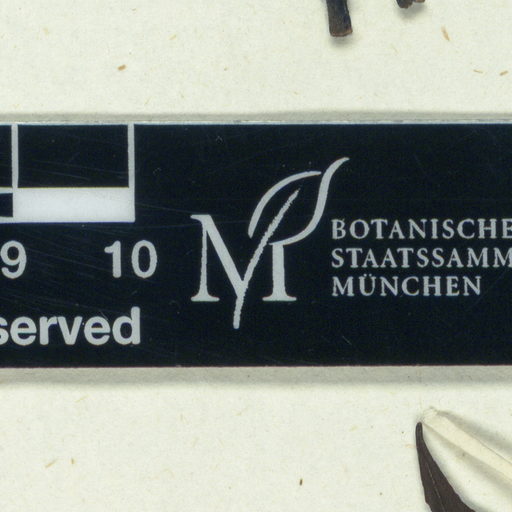 9 10
served
M
BOTANISCHE
STAATSSAMM
MÜNCHEN